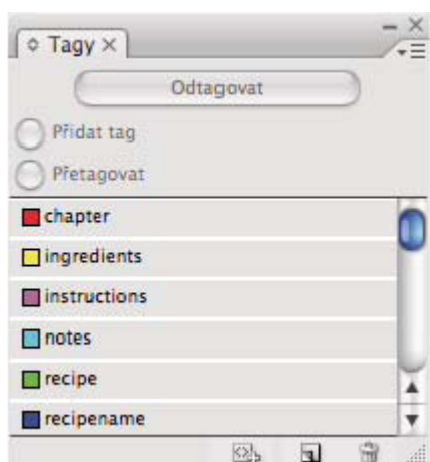 Tagy
Odtagovat
Přidat tag
Přetagovat
chapter
ingredients
instructions
notes
recipe
recipename